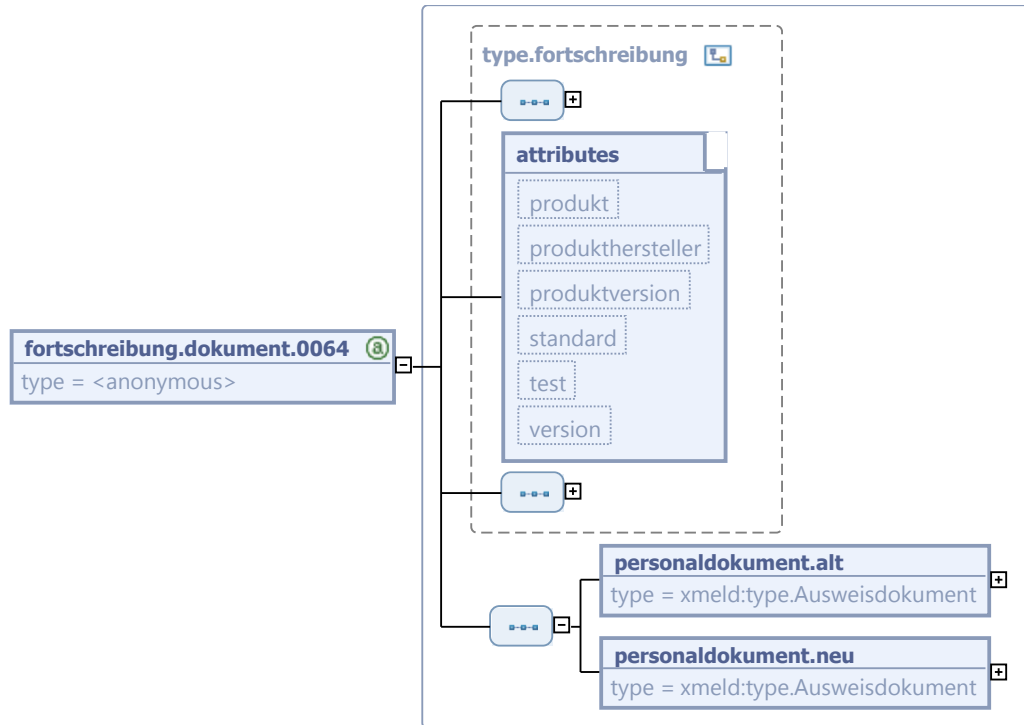 type.fortschreibung
attributes
produkt
produkthersteller
produktversion
standard
test
version
fortschreibung.dokument.0064
type = <anonymous>
personaldokument.alt
type = xmeld:type.Ausweisdokument
personaldokument.neu
type = xmeld:type.Ausweisdokument